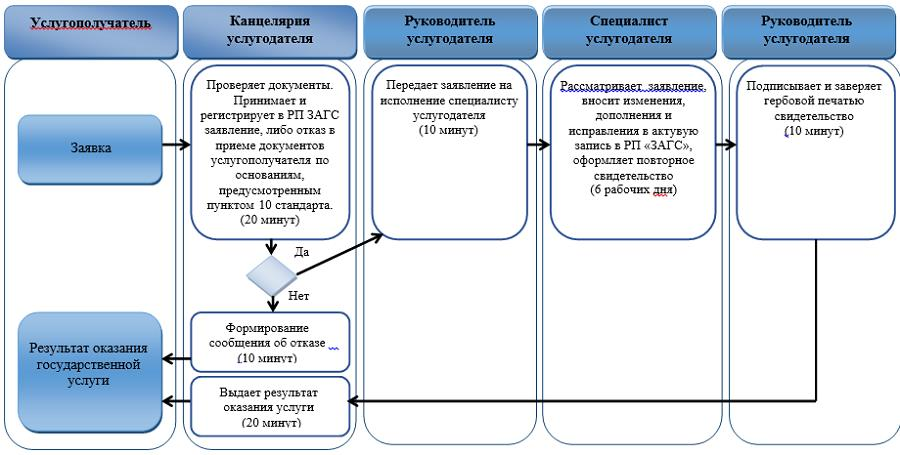 Услугополучатель
Канцелярия
услугодателя
Руководитель
услугодателя
Специалист
услугодателя
Руководитель
услугодателя
Заявка
Проверяет документы.
Принимает и
регистрирует в РП ЗАГС
заявление, либо отказ в
приеме документов
услугополучателя по
основаниям,
предусмотренным
пунктом 10 стандарта.
(20 минут)
Передает заявление на
исполнение специалисту
услугодателя
(10 минут)
Рассматривает заявление,
вносит изменения,
дополнения и
исправления в актувую
запись в РП «ЗАГС»,
оформляет повторное
свидетельство
(6 рабочих дня)
Подписывает и заверяет
гербовой печатью
свидетельство
(10 минут)
Да
Нет
Формирование
сообщения об отказе
(10 минут)
Выдает результат
оказания услуги
(20 минут)
Результат оказания
государственной
услуги